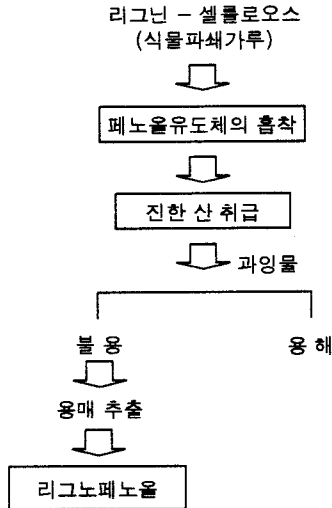 리그닌 – 셀룰로오스
(식물파쇄가루)
페노올유도체의 흡착
진한 산 취급
과잉물
불 용
용 해
용매 추출
리그노페노올